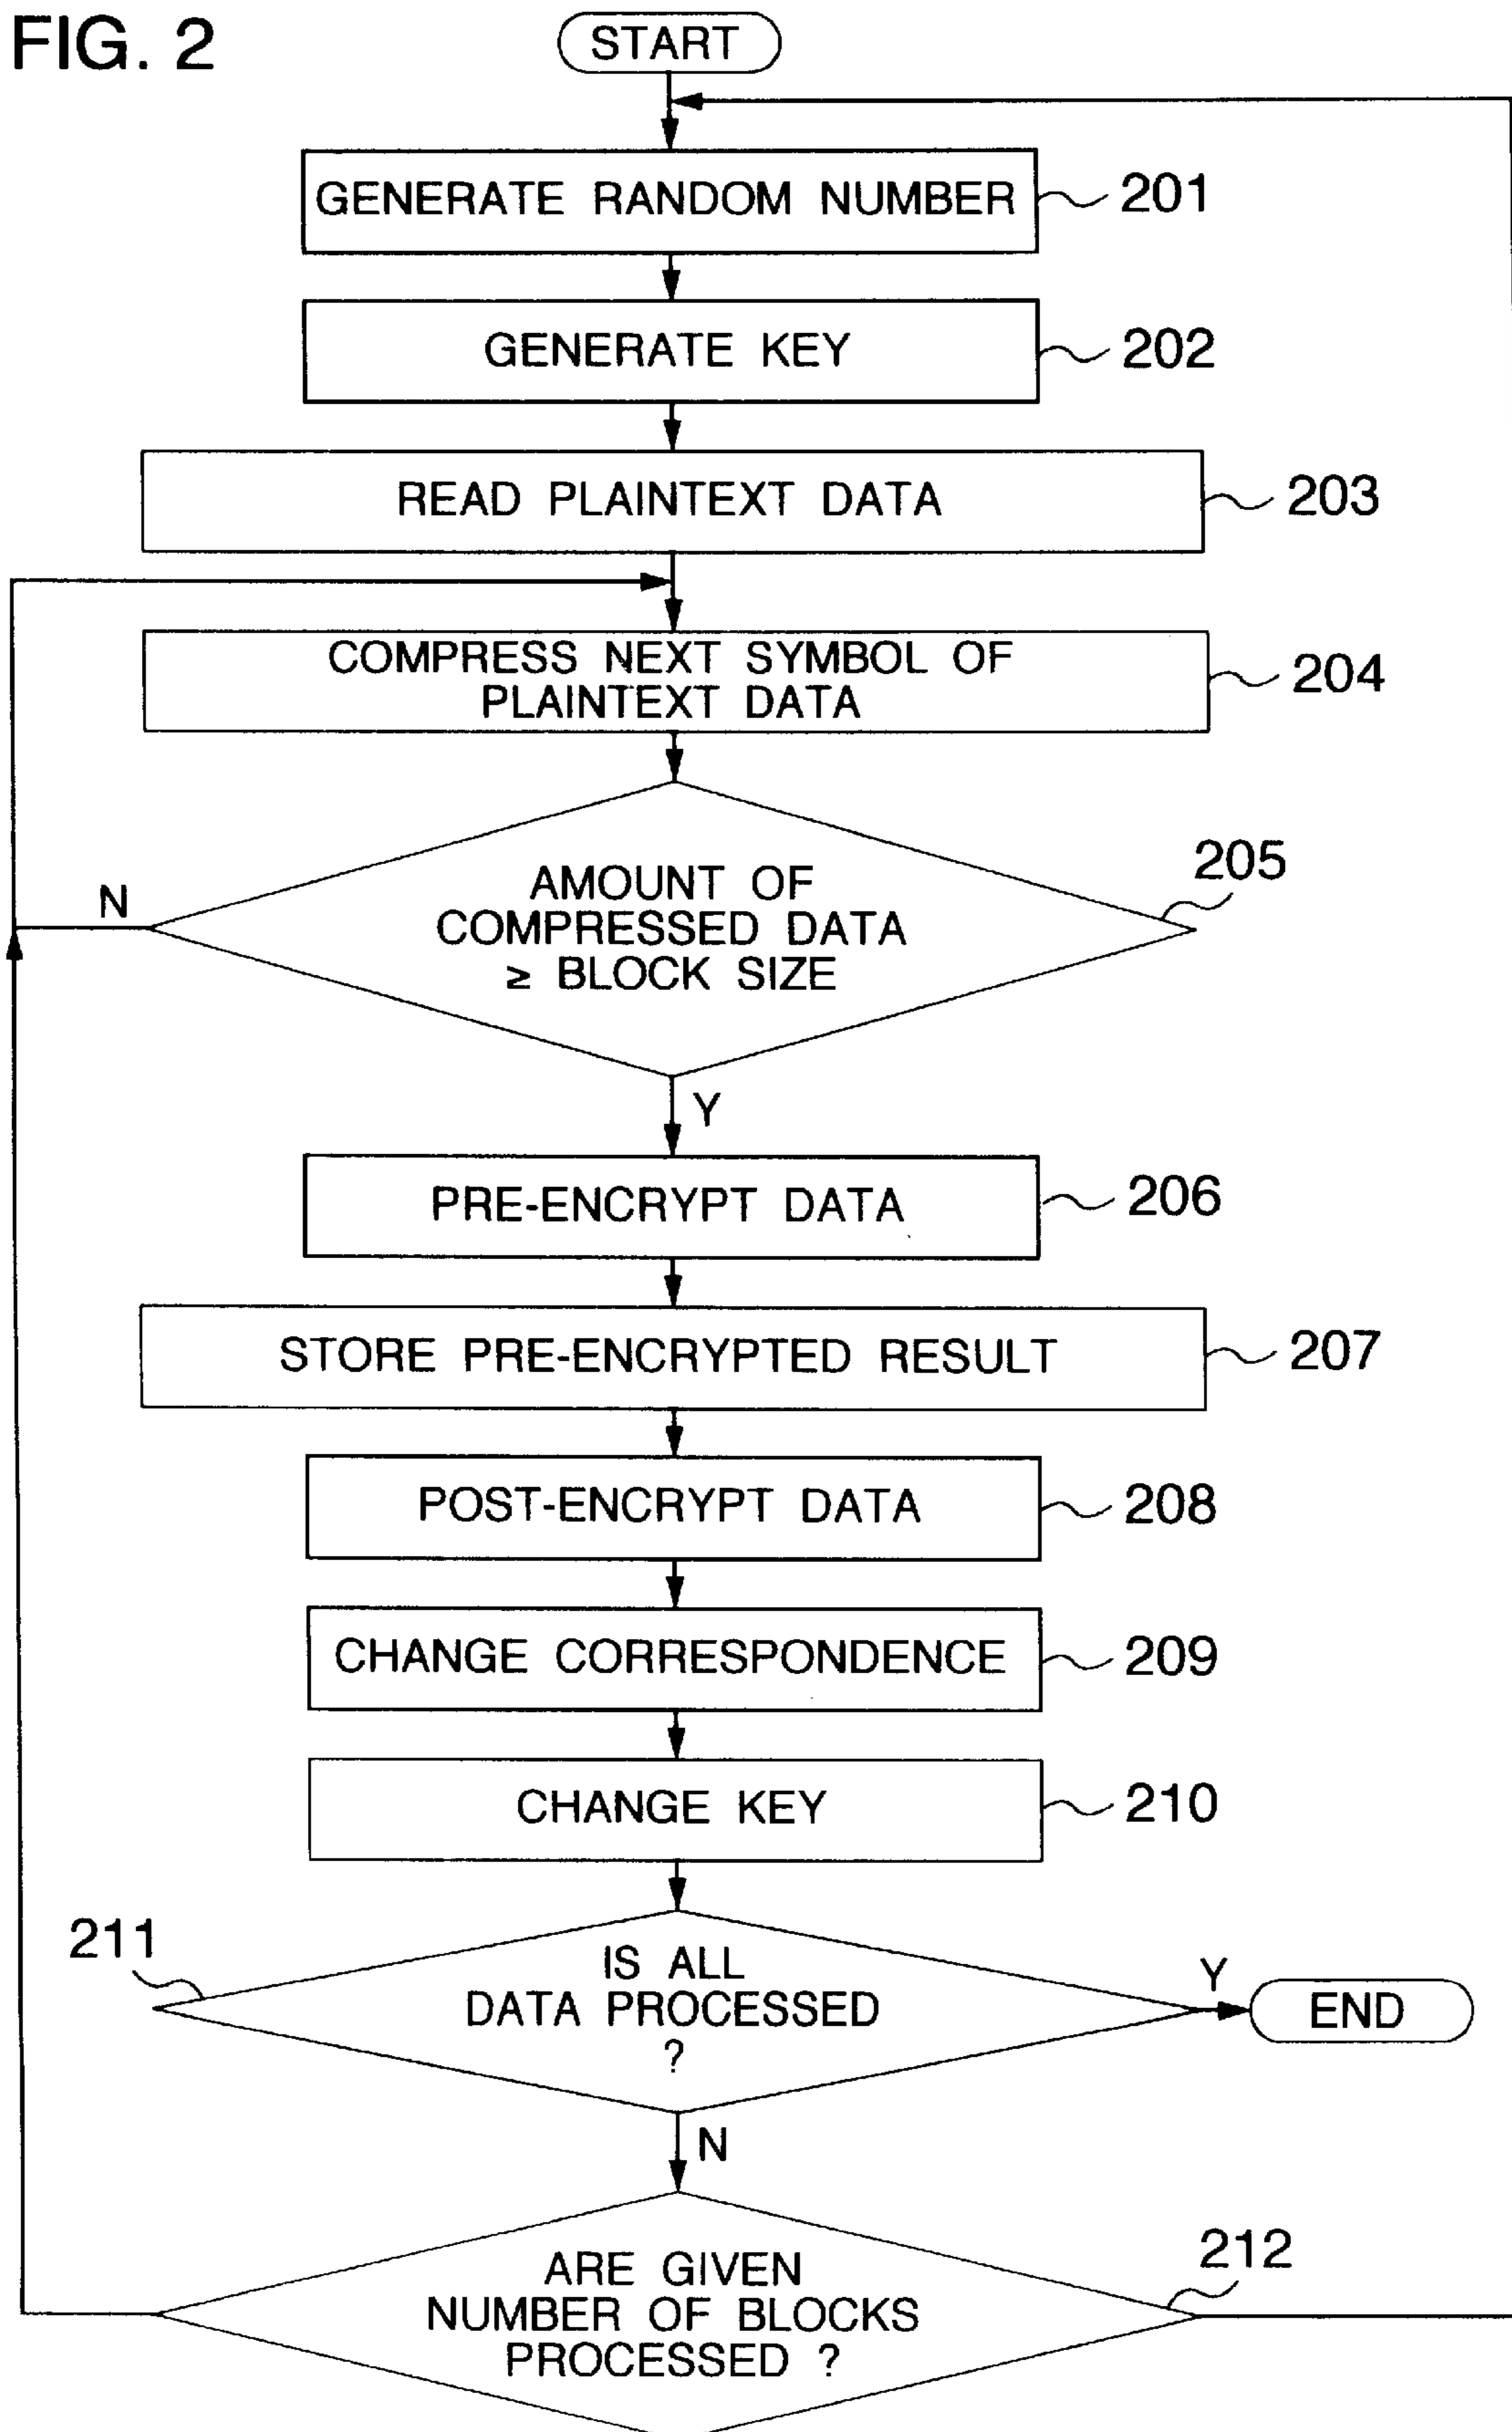 FIG. 2
START
GENERATE RANDOM NUMBER
201
GENERATE KEY
202
READ PLAINTEXT DATA
203
COMPRESS NEXT SYMBOL OF
PLAINTEXT DATA
204
AMOUNT OF
COMPRESSED DATA
≥ BLOCK SIZE
205
N
Y
PRE-ENCRYPT DATA
206
STORE PRE-ENCRYPTED RESULT
207
POST-ENCRYPT DATA
208
CHANGE CORRESPONDENCE
209
CHANGE KEY
210
211
IS ALL
DATA PROCESSED
?
Y
END
N
ARE GIVEN
NUMBER OF BLOCKS
PROCESSED ?
212